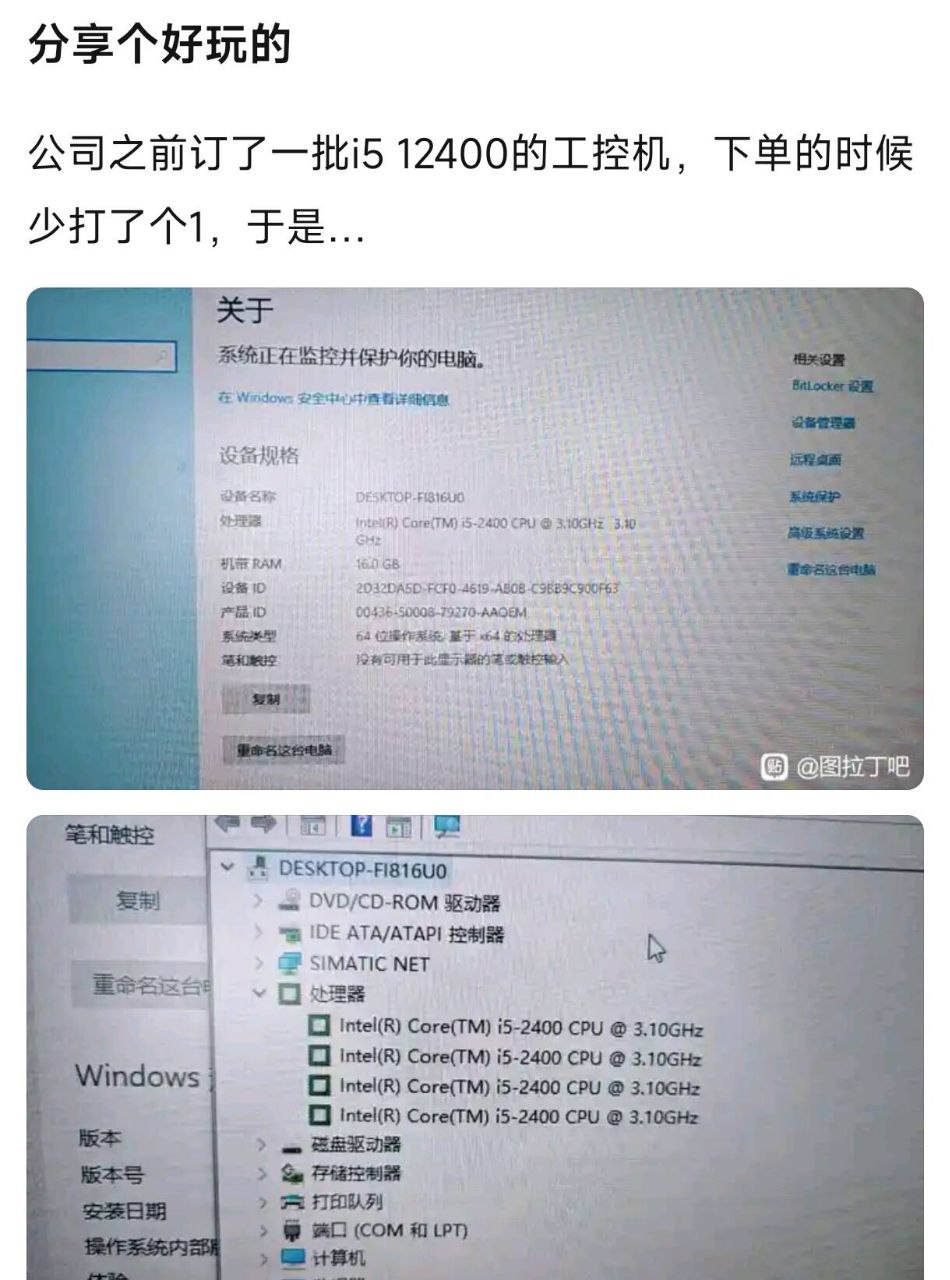 分享个好玩的
公司之前订了一批i5 12400的工控机，下单的时候
少打了个1，于是...
关于
系统正在监控并保护你的电脑。
在 Windows 安全中心中查看详细信息
设备规格
设备名称 DESKTOP-FI816U0
处理器 Intel(R) Core(TM) i5-2400 CPU @ 3.10GHz 3.10
GHz
机带 RAM 16.0 GB
设备 ID 2D32DA5D-FCF0-4619-AB0B-C9BB9C900F63
产品 ID 00436-50008-79270-AAOEM
系统类型 64 位操作系统, 基于 x64 的处理器
笔和触控 没有可用于此显示器的笔或触控输入
复制
重命名这台电脑
相关设置
BitLocker 设置
设备管理器
远程桌面
系统保护
高级系统设置
重命名这台电脑
贴 @图拉丁吧
笔和触控
复制
重命名这台
Windows
版本
版本号
安装日期
操作系统内部版
体验
DESKTOP-FI816U0
DVD/CD-ROM 驱动器
IDE ATA/ATAPI 控制器
SIMATIC NET
处理器
Intel(R) Core(TM) i5-2400 CPU @ 3.10GHz
Intel(R) Core(TM) i5-2400 CPU @ 3.10GHz
Intel(R) Core(TM) i5-2400 CPU @ 3.10GHz
Intel(R) Core(TM) i5-2400 CPU @ 3.10GHz
磁盘驱动器
存储控制器
打印队列
端口 (COM 和 LPT)
计算机